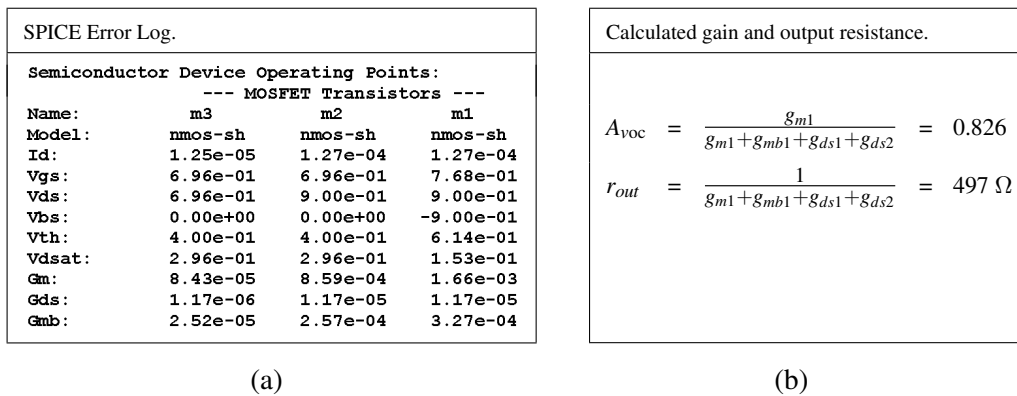 SPICE Error Log.
Semiconductor Device Operating Points:
--- MOSFET Transistors ---
Name: m3 m2 m1
Model: nmos-sh nmos-sh nmos-sh
Id: 1.25e-05 1.27e-04 1.27e-04
Vgs: 6.96e-01 6.96e-01 7.68e-01
Vds: 6.96e-01 9.00e-01 9.00e-01
Vbs: 0.00e+00 0.00e+00 -9.00e-01
Vth: 4.00e-01 4.00e-01 6.14e-01
Vdsat: 2.96e-01 2.96e-01 1.53e-01
Gm: 8.43e-05 8.59e-04 1.66e-03
Gds: 1.17e-06 1.17e-05 1.17e-05
Gmb: 2.52e-05 2.57e-04 3.27e-04
(a)
Calculated gain and output resistance.
A_voc = g_m1 / (g_m1+g_mb1+g_ds1+g_ds2) = 0.826
r_out = 1 / (g_m1+g_mb1+g_ds1+g_ds2) = 497 Ω
(b)